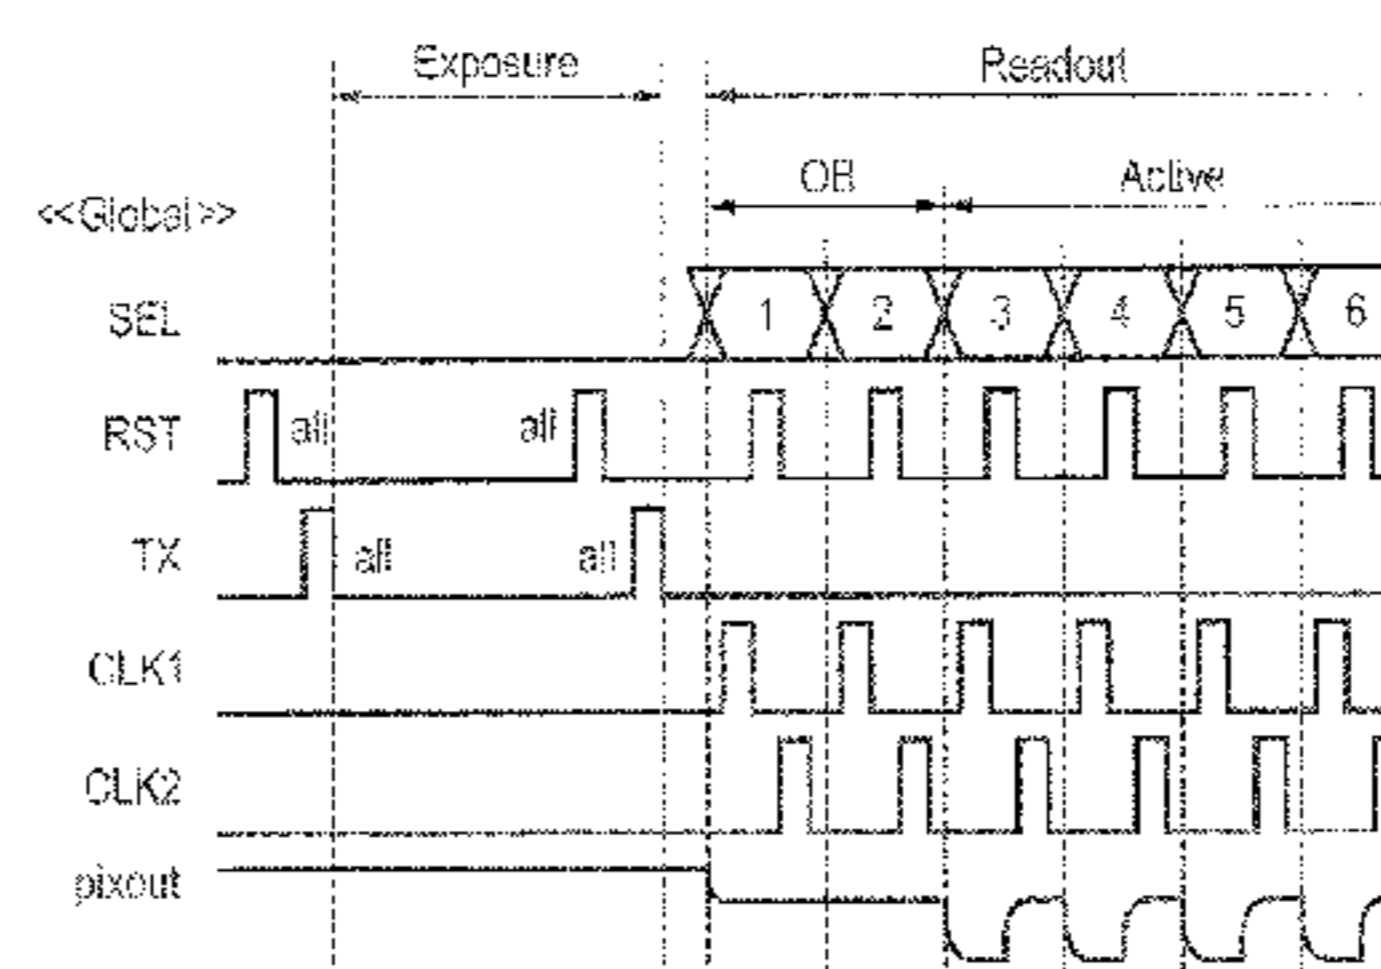 Exposure Readout
OB Active
<<Global>>
SEL 1 2 3 4 5 6
RST all all
TX all all
CLK1
CLK2
pixout